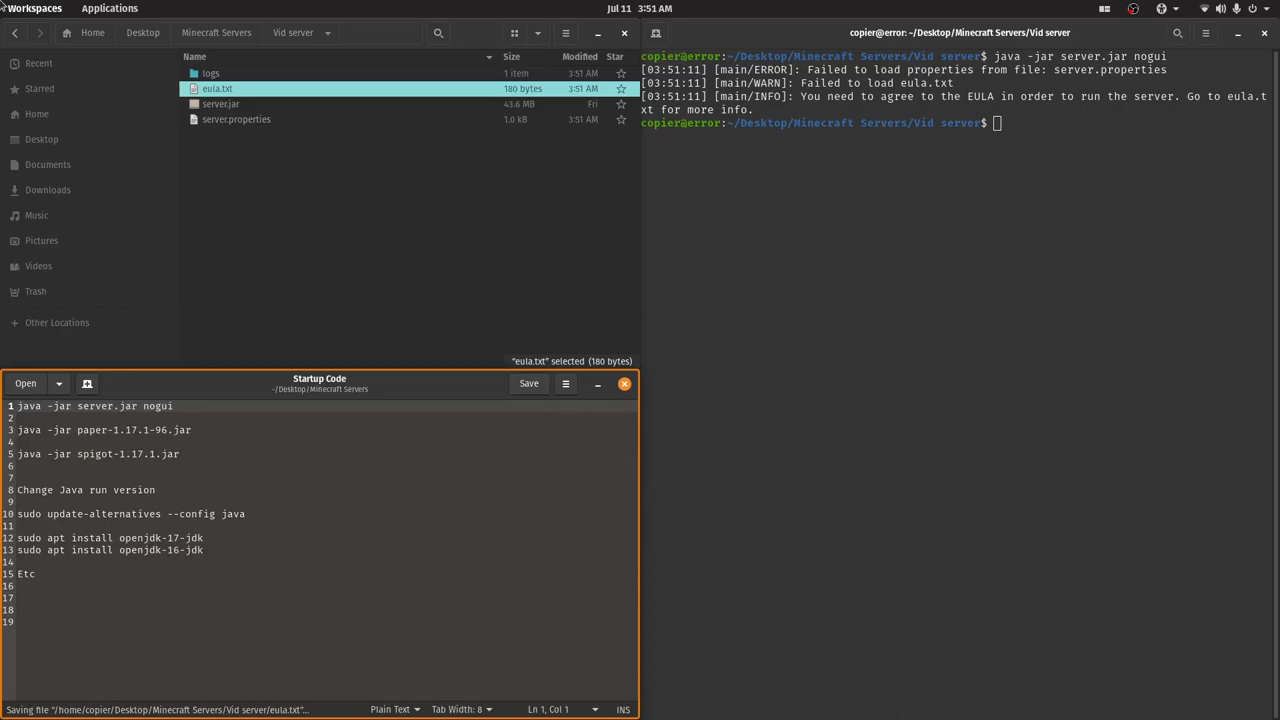 Workspaces Applications Jul 11 3:51 AM
Home Desktop Minecraft Servers Vid server
Name Size Modified Star
Recent
Starred
Home
Desktop
Documents
Downloads
Music
Pictures
Videos
Trash
Other Locations
logs 1 item 3:51 AM
eula.txt 180 bytes 3:51 AM
server.jar 43.6 MB Fri
server.properties 1.0 kB 3:51 AM
"eula.txt" selected (180 bytes)
copier@error: ~/Desktop/Minecraft Servers/Vid server
copier@error:~/Desktop/Minecraft Servers/Vid server$ java -jar server.jar nogui
[03:51:11] [main/ERROR]: Failed to load properties from file: server.properties
[03:51:11] [main/WARN]: Failed to load eula.txt
[03:51:11] [main/INFO]: You need to agree to the EULA in order to run the server. Go to eula.t
xt for more info.
copier@error:~/Desktop/Minecraft Servers/Vid server$
Open Startup Code Save
~/Desktop/Minecraft Servers
1 java -jar server.jar nogui
2
3 java -jar paper-1.17.1-96.jar
4
5 java -jar spigot-1.17.1.jar
6
7
8 Change Java run version
9
10 sudo update-alternatives --config java
11
12 sudo apt install openjdk-17-jdk
13 sudo apt install openjdk-16-jdk
14
15 Etc
16
17
18
19
Saving file "/home/copier/Desktop/Minecraft Servers/Vid server/eula.txt"... Plain Text Tab Width: 8 Ln 1, Col 1 INS